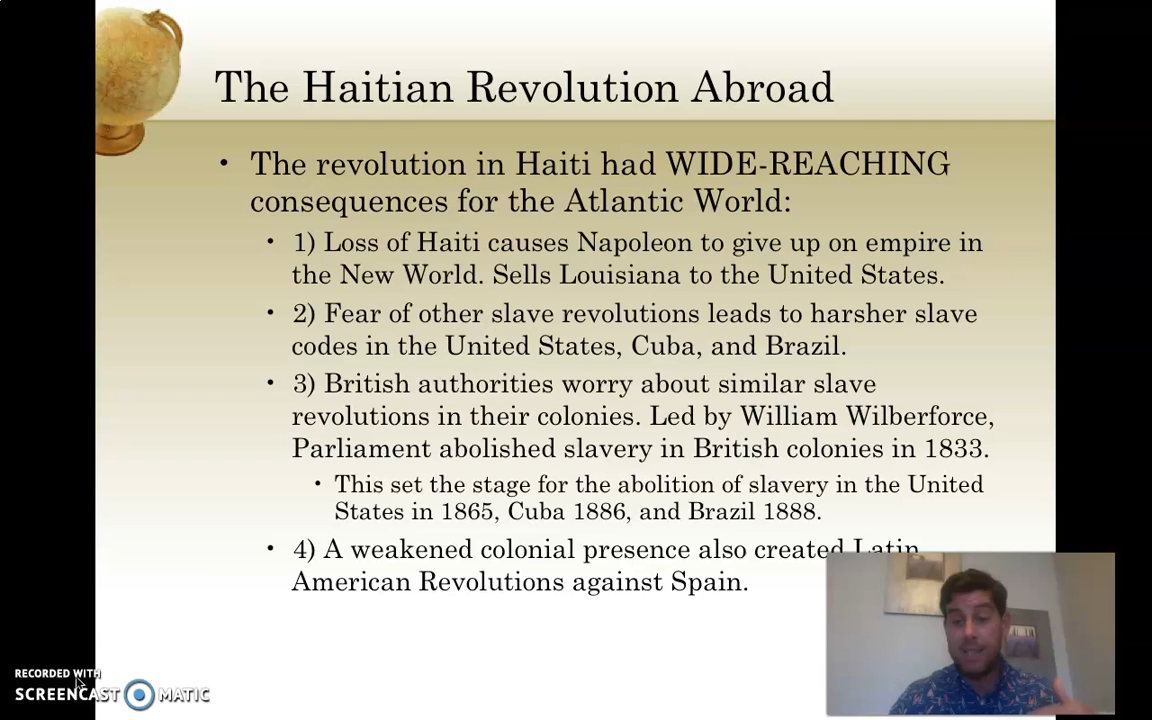 The Haitian Revolution Abroad
• The revolution in Haiti had WIDE-REACHING
consequences for the Atlantic World:
• 1) Loss of Haiti causes Napoleon to give up on empire in
the New World. Sells Louisiana to the United States.
• 2) Fear of other slave revolutions leads to harsher slave
codes in the United States, Cuba, and Brazil.
• 3) British authorities worry about similar slave
revolutions in their colonies. Led by William Wilberforce,
Parliament abolished slavery in British colonies in 1833.
• This set the stage for the abolition of slavery in the United
States in 1865, Cuba 1886, and Brazil 1888.
• 4) A weakened colonial presence also created Latin
American Revolutions against Spain.
RECORDED WITH
SCREENCAST MATIC